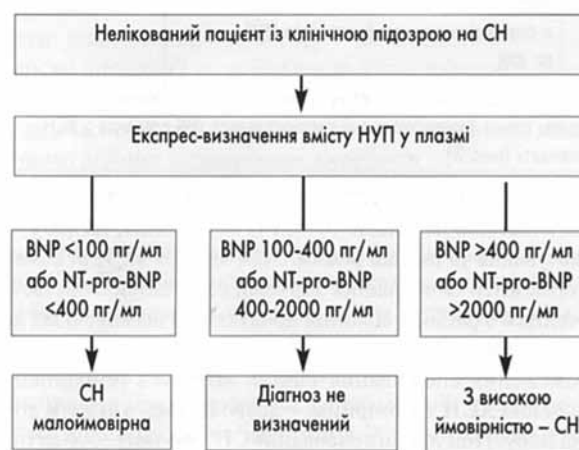 Нелікований пацієнт із клінічною підозрою на СН
Експрес-визначення вмісту НУП у плазмі
BNP <100 пг/мл
або NT-pro-BNP
<400 пг/мл
BNP 100-400 пг/мл
або NT-pro-BNP
400-2000 пг/мл
BNP >400 пг/мл
або NT-pro-BNP
>2000 пг/мл
СН
малоймовірна
Діагноз не
визначений
З високою
ймовірністю – СН